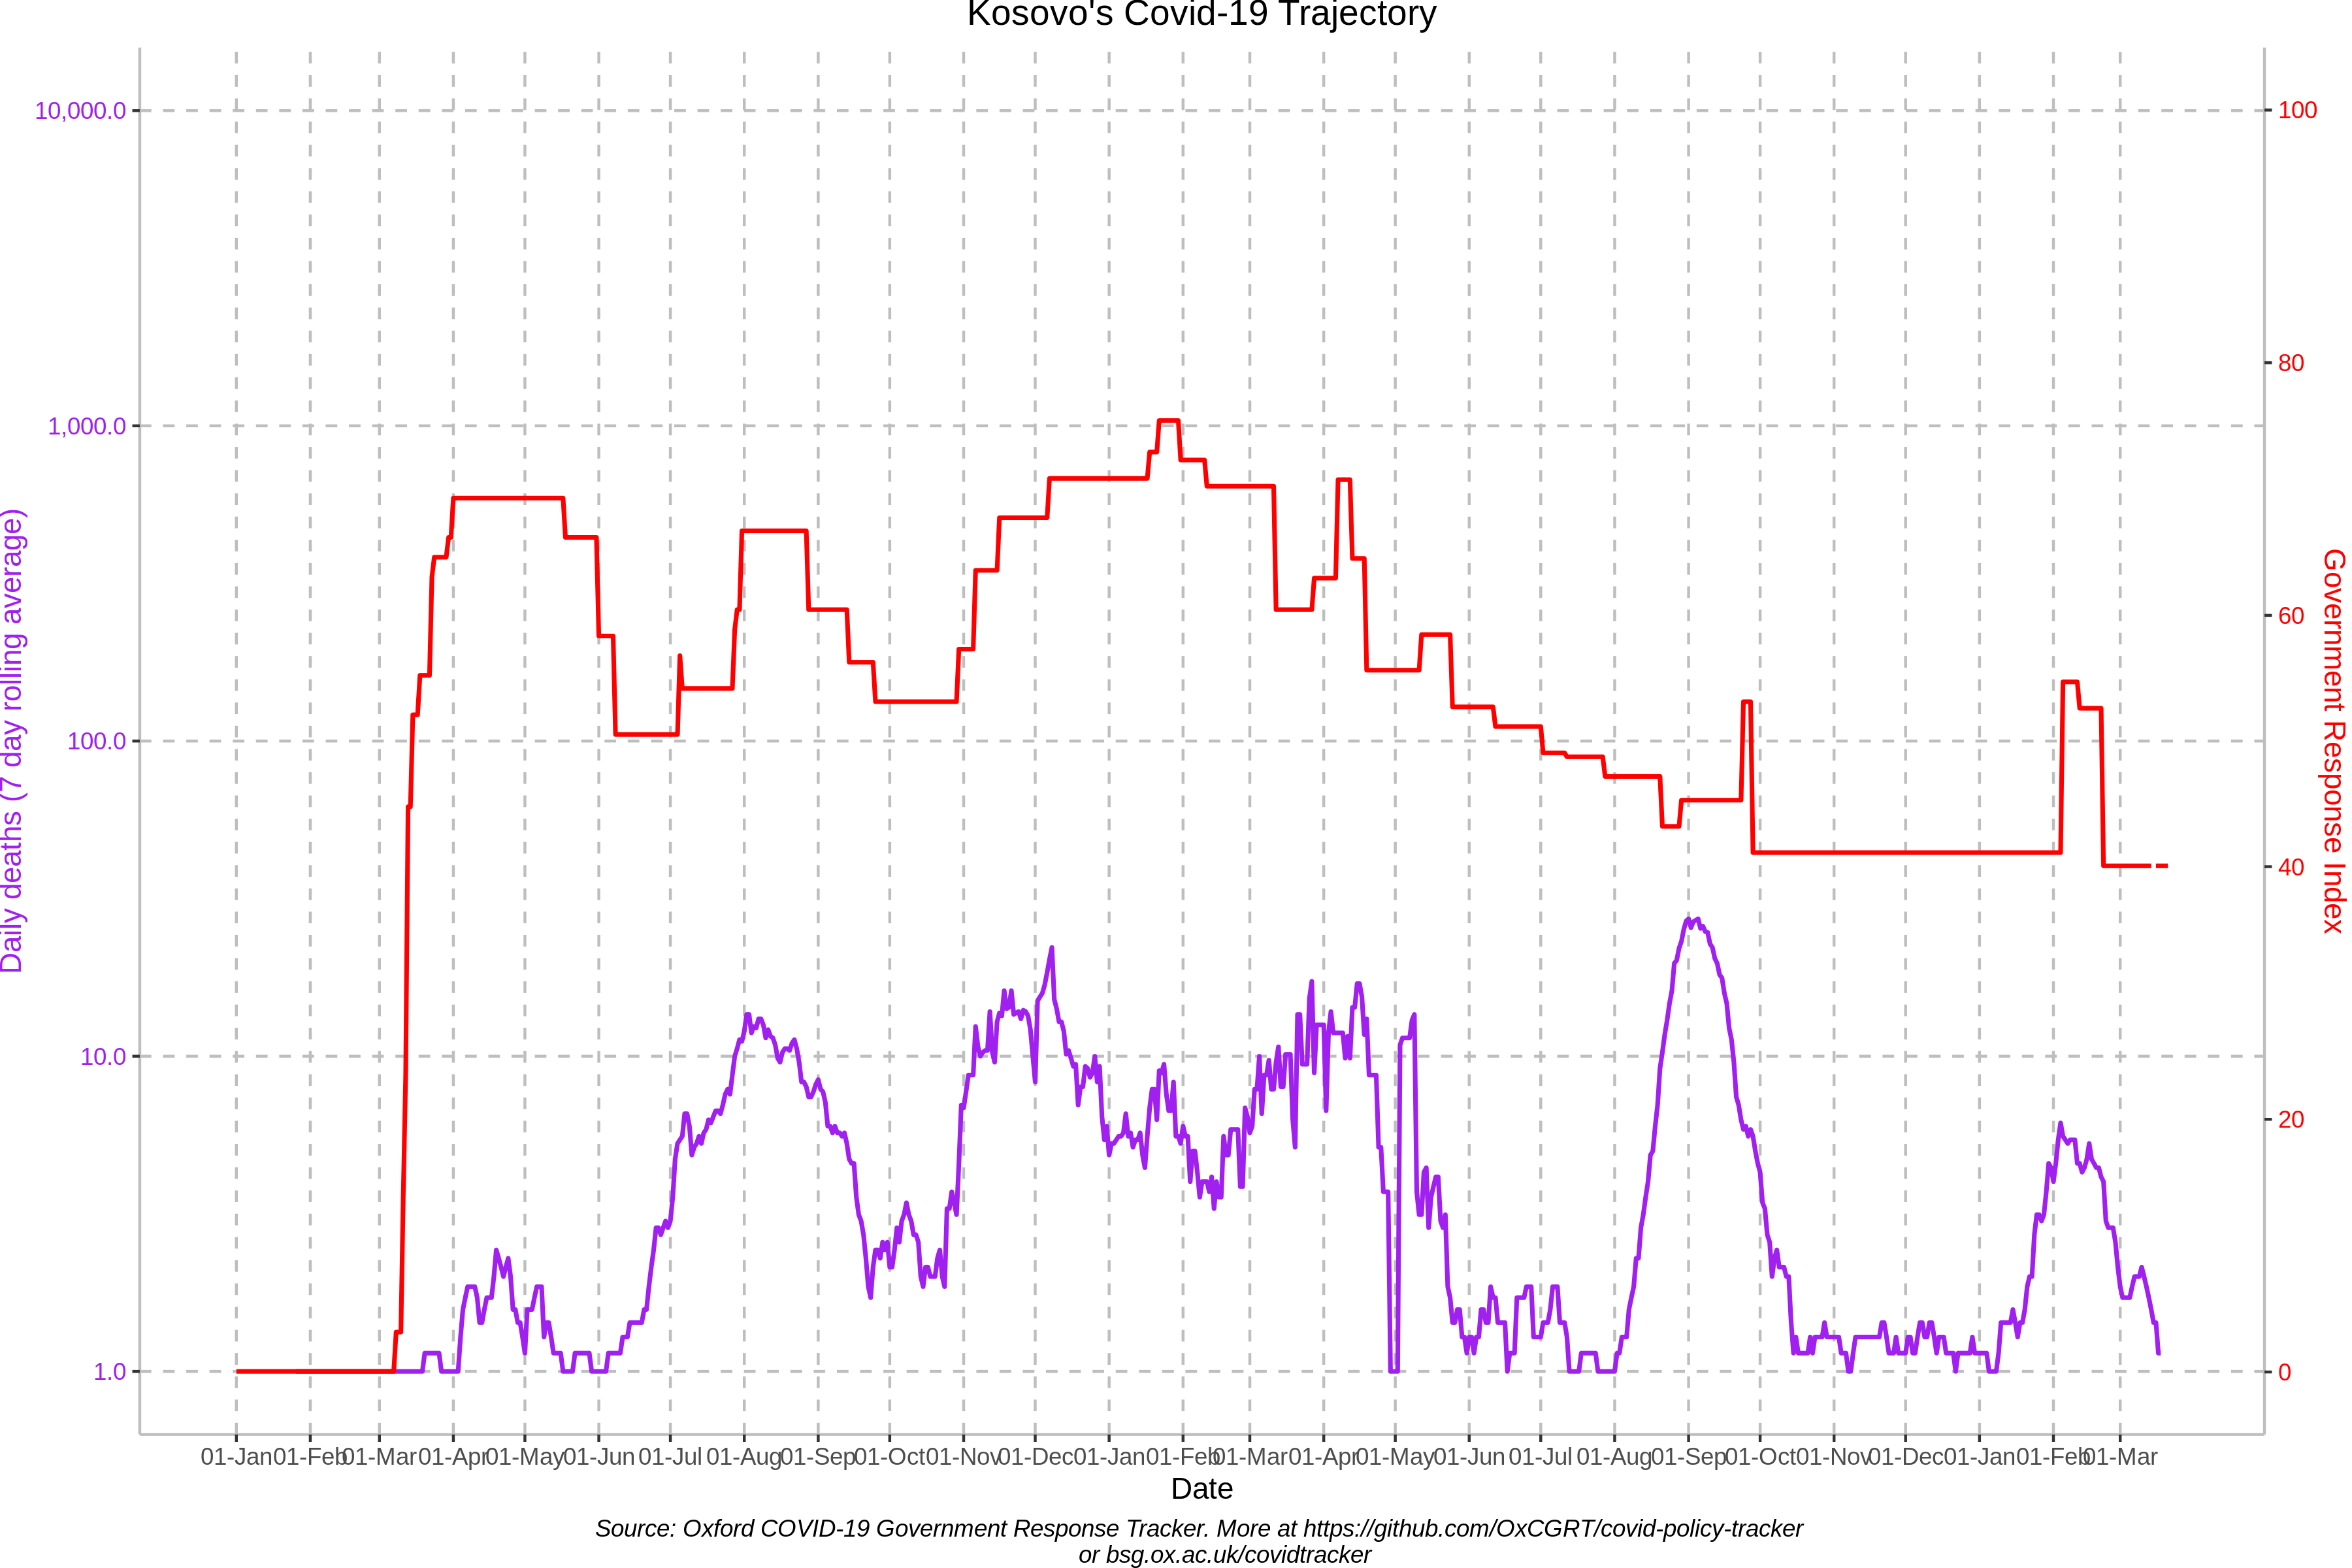 Kosovo's Covid-19 Trajectory
10,000.0
1,000.0
100.0
10.0
1.0
Daily deaths (7 day rolling average)
100
80
60
40
20
0
Government Response Index
01-Jan 01-Feb 01-Mar 01-Apr 01-May 01-Jun 01-Jul 01-Aug 01-Sep 01-Oct 01-Nov 01-Dec 01-Jan 01-Feb 01-Mar 01-Apr 01-May 01-Jun 01-Jul 01-Aug 01-Sep 01-Oct 01-Nov 01-Dec 01-Jan 01-Feb 01-Mar
Date
Source: Oxford COVID-19 Government Response Tracker. More at https://github.com/OxCGRT/covid-policy-tracker
or bsg.ox.ac.uk/covidtracker